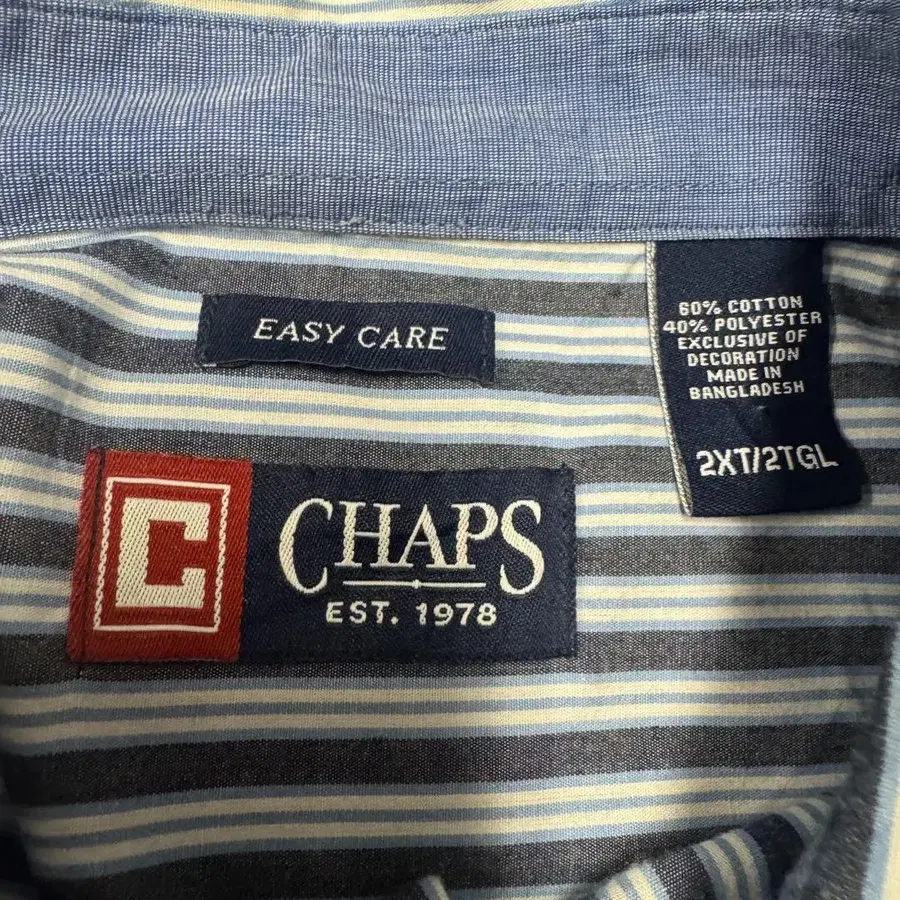 EASY CARE
60% COTTON
40% POLYESTER
EXCLUSIVE OF
DECORATION
MADE IN
BANGLADESH
2XT/2TGL
C
CHAPS
EST. 1978